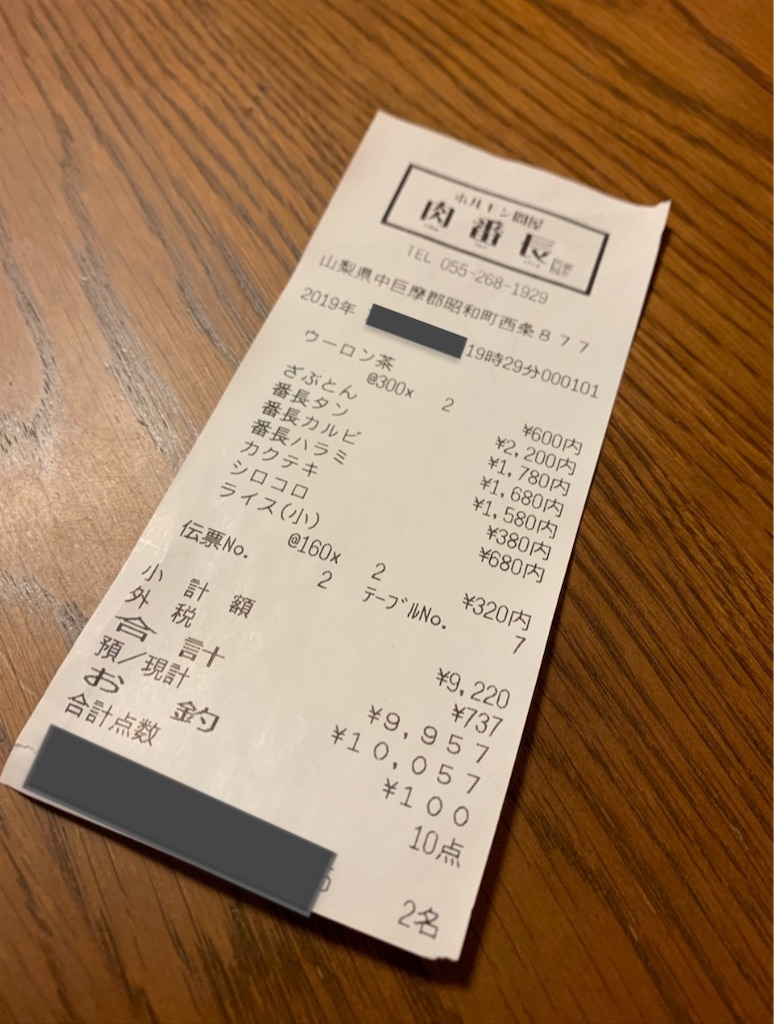 ホルモン問屋
肉番長
TEL 055-268-1929
山梨県中巨摩郡昭和町西条877
2019年 19時29分000101
ウーロン茶
@300x 2 ¥600内
ざぶとん ¥2,200内
番長タン ¥1,780内
番長カルビ ¥1,680内
番長ハラミ ¥1,580内
カクテキ ¥380内
シロコロ ¥680内
ライス(小)
@160x 2 ¥320内
伝票No. 2 テーブルNo. 7
小計額 ¥9,220
外税 ¥737
合計 ¥9,957
預/現計 ¥10,057
お釣 ¥100
合計点数 10点
2名